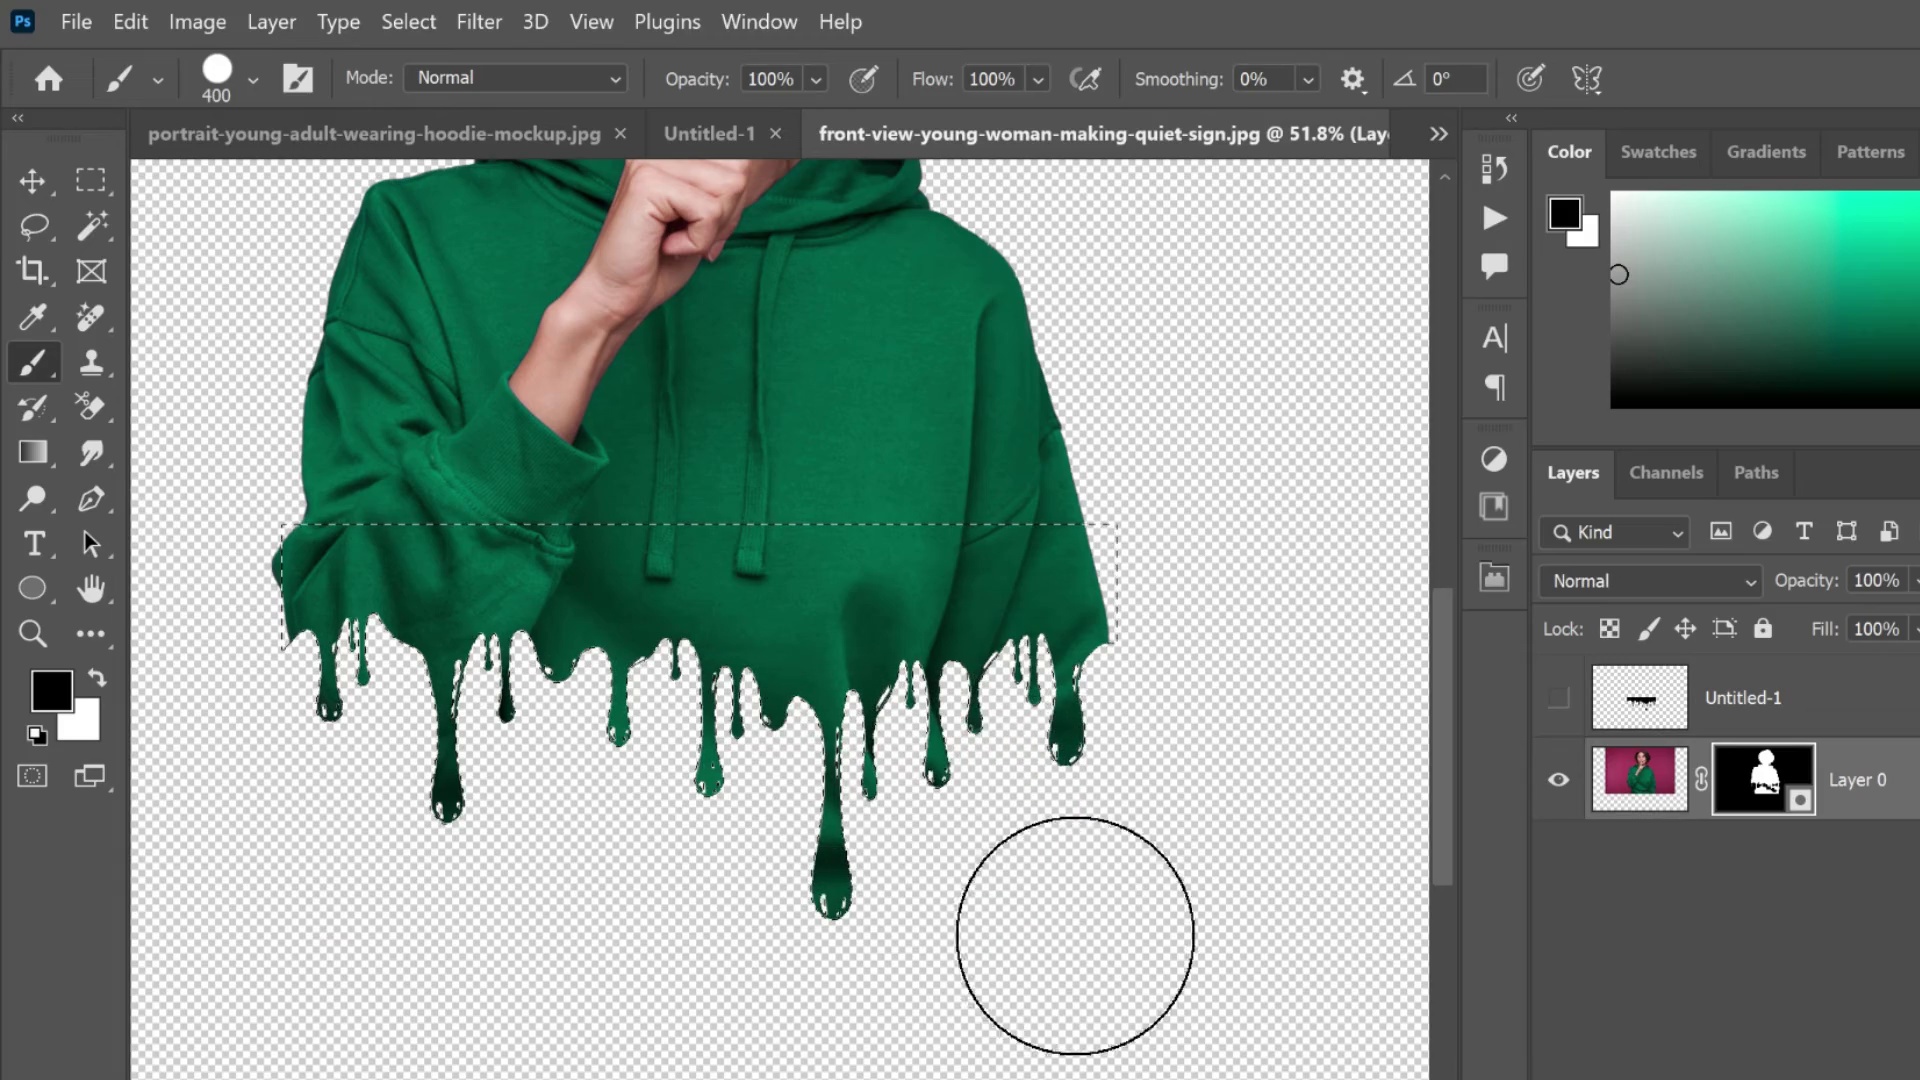 Ps File Edit Image Layer Type Select Filter 3D View Plugins Window Help
400 Mode: Normal Opacity: 100% Flow: 100% Smoothing: 0% 0°
portrait-young-adult-wearing-hoodie-mockup.jpg × Untitled-1 × front-view-young-woman-making-quiet-sign.jpg @ 51.8% (Laye
Color Swatches Gradients Patterns
Layers Channels Paths
Kind
Normal Opacity: 100%
Lock: Fill: 100%
Untitled-1
Layer 0